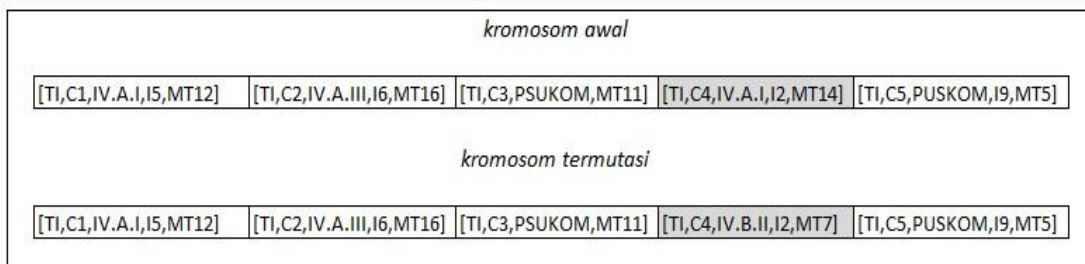 kromosom awal
[TI,C1,IV.A.I,I5,MT12] [TI,C2,IV.A.III,I6,MT16] [TI,C3,PSUKOM,MT11] [TI,C4,IV.A.I,I2,MT14] [TI,C5,PUSKOM,I9,MT5]
kromosom termutasi
[TI,C1,IV.A.I,I5,MT12] [TI,C2,IV.A.III,I6,MT16] [TI,C3,PSUKOM,MT11] [TI,C4,IV.B.II,I2,MT7] [TI,C5,PUSKOM,I9,MT5]